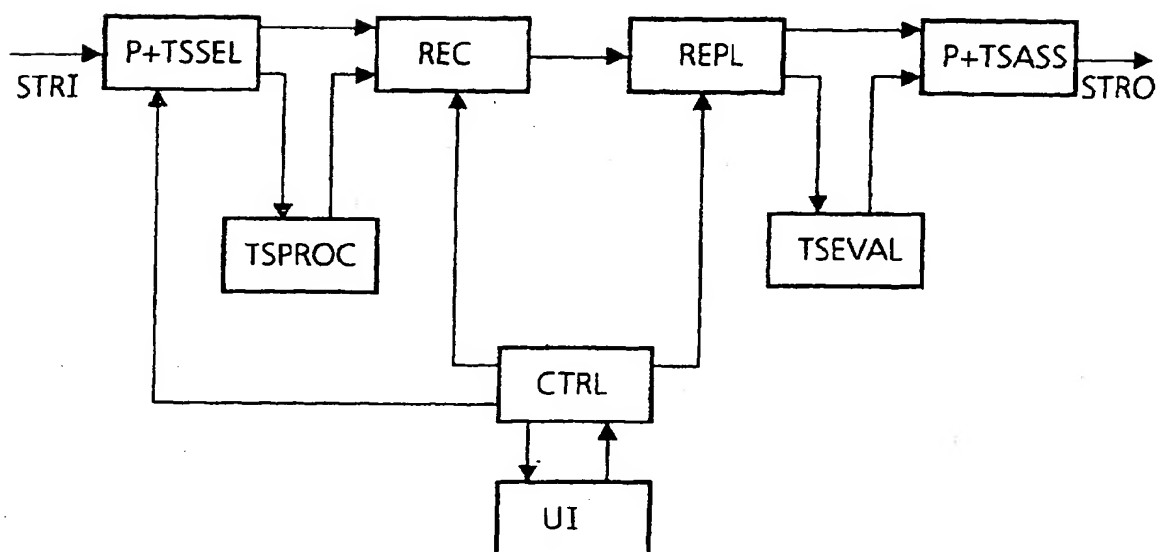 P+TSSEL
REC
REPL
P+TSASS
STRI
STRO
TSPROC
TSEVAL
CTRL
UI